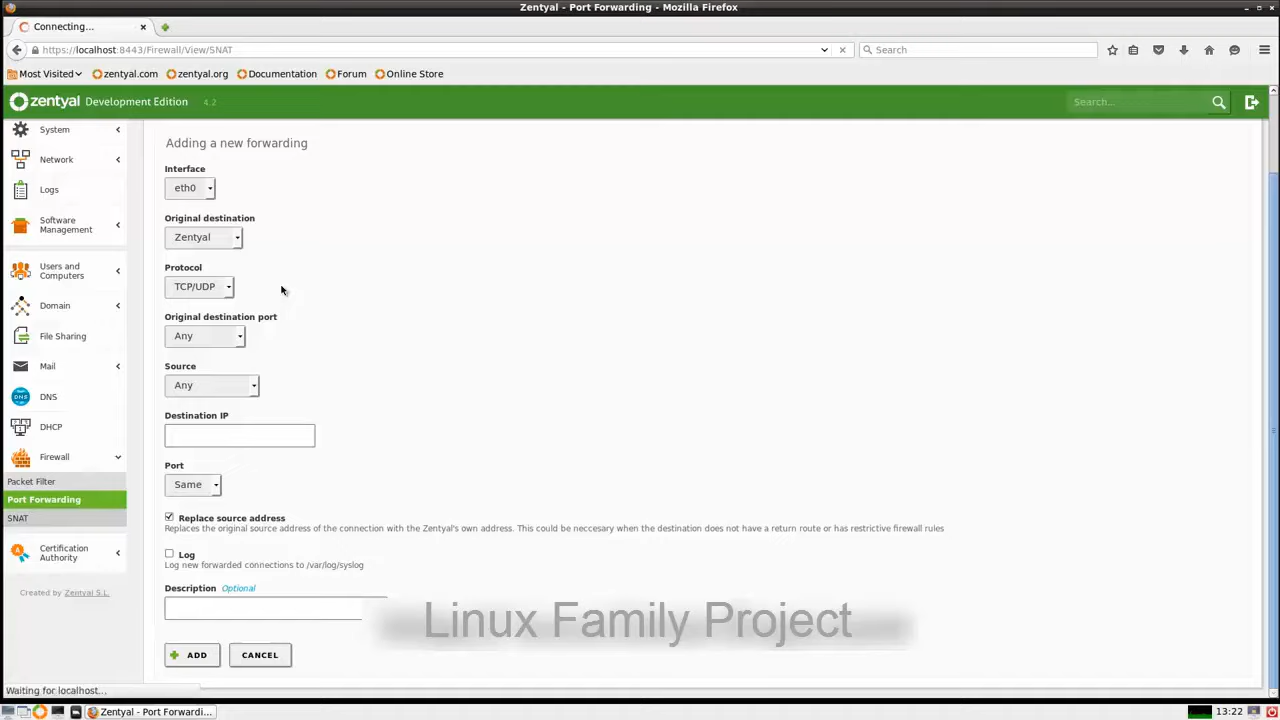 Zentyal - Port Forwarding - Mozilla Firefox
Connecting...
https://localhost:8443/Firewall/View/SNAT
Search
Most Visited
zentyal.com
zentyal.org
Documentation
Forum
Online Store
zentyal Development Edition 4.2
Search...
System
Network
Logs
Software Management
Users and Computers
Domain
File Sharing
Mail
DNS
DNS
DHCP
Firewall
Packet Filter
Port Forwarding
SNAT
Certification Authority
Created by Zentyal S.L.
Adding a new forwarding
Interface
eth0
Original destination
Zentyal
Protocol
TCP/UDP
Original destination port
Any
Source
Any
Destination IP
Port
Same
Replace source address
Replaces the original source address of the connection with the Zentyal's own address. This could be neccesary when the destination does not have a return route or has restrictive firewall rules
Log
Log new forwarded connections to /var/log/syslog
Description Optional
Linux Family Project
ADD
CANCEL
Waiting for localhost...
Zentyal - Port Forwardi...
13:22